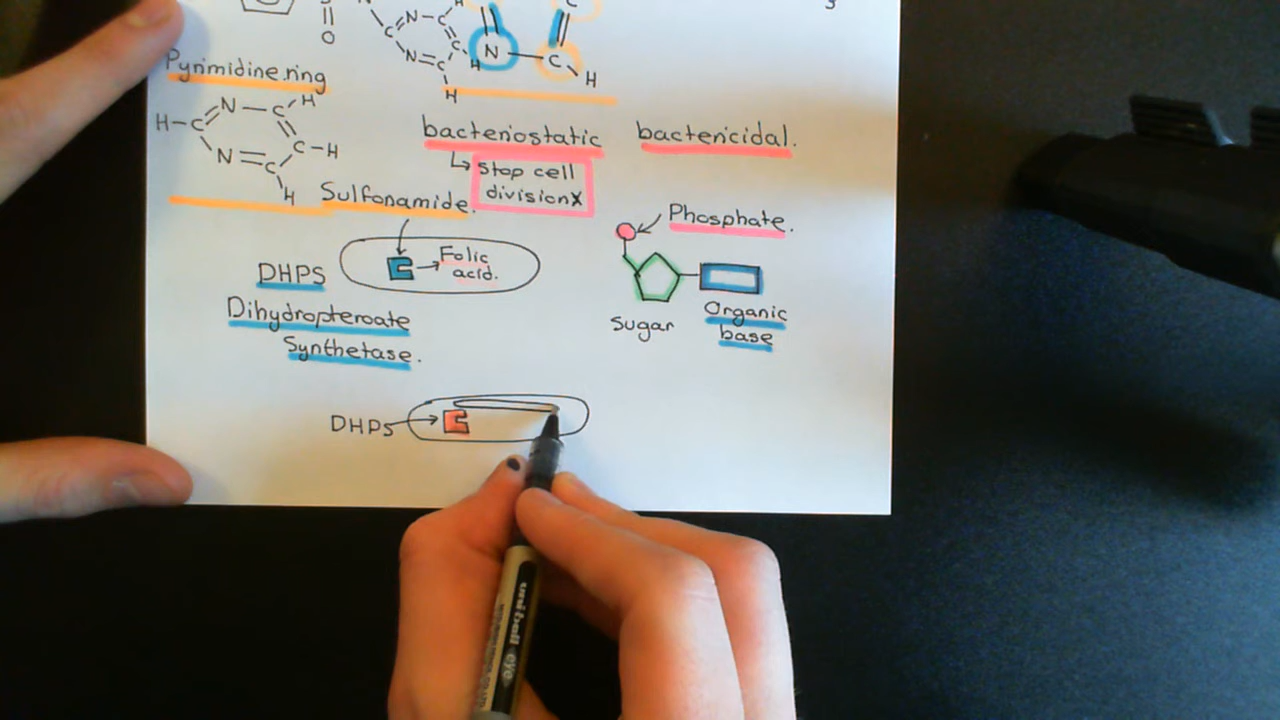 O
N C H
C C
N = C H
H
N — C
C H
H
Pyrimidine ring
N — C H
H – C C – H
N = C
H
bacteriostatic bactericidal.
↳ stop cell
division X
Sulfonamide.
Phosphate.
DHPS → Folic
acid.
Dihydropteroate
Synthetase.
Sugar
Organic
base
DHPS →
uniball eye